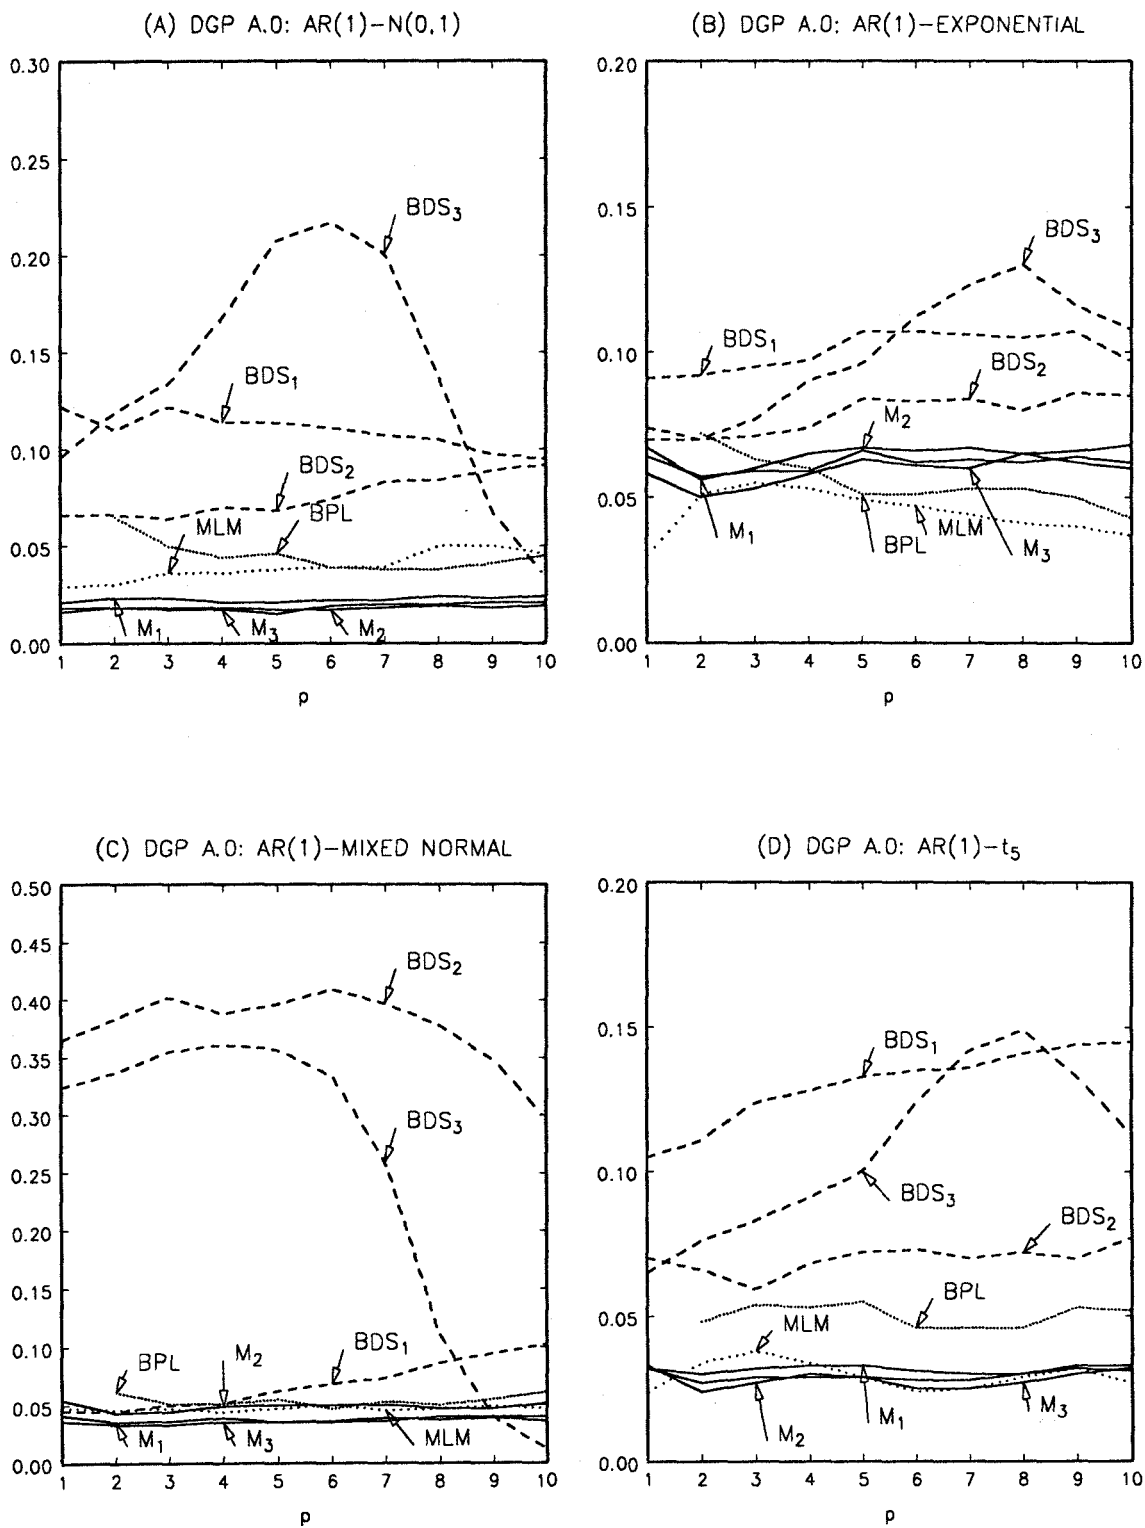 (A) DGP A.0: AR(1)-N(0,1)
0.30
0.25
0.20
0.15
0.10
0.05
0.00
BDS3
BDS1
BDS2
MLM
BPL
M1
M3
M2
1 2 3 4 5 6 7 8 9 10
p
(B) DGP A.0: AR(1)-EXPONENTIAL
0.20
0.15
0.10
0.05
0.00
BDS3
BDS1
BDS2
M2
M1
BPL
MLM
M3
1 2 3 4 5 6 7 8 9 10
p
(C) DGP A.0: AR(1)-MIXED NORMAL
0.50
0.45
0.40
0.35
0.30
0.25
0.20
0.15
0.10
0.05
0.00
BDS2
BDS3
BPL
M2
BDS1
M1
M3
MLM
1 2 3 4 5 6 7 8 9 10
p
(D) DGP A.0: AR(1)-t5
0.20
0.15
0.10
0.05
0.00
BDS1
BDS3
BDS2
BPL
MLM
M2
M1
M3
1 2 3 4 5 6 7 8 9 10
p